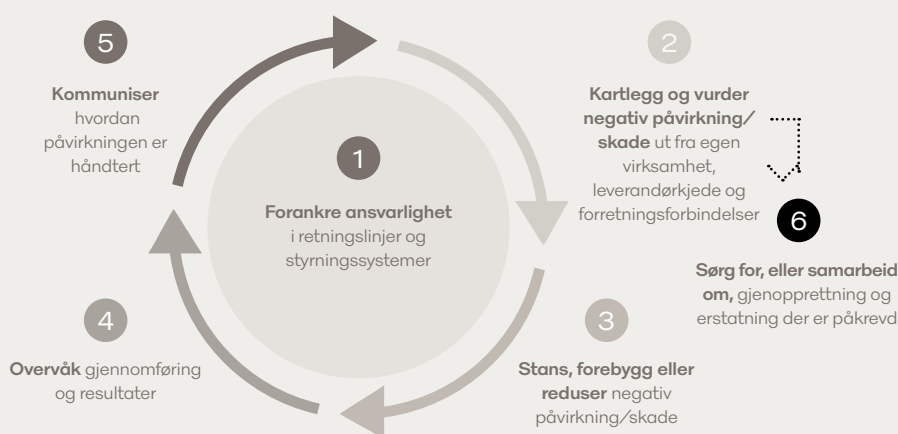 1
Forankre ansvarlighet
i retningslinjer og
styrningssystemer
2
Kartlegg og vurder
negativ påvirkning/
skade ut fra egen
virksomhet,
leverandørkjede og
forretningsforbindelser
3
Stans, forebygg eller
reduser negativ
påvirkning/skade
4
Overvåk gjennomføring
og resultater
5
Kommuniser
hvordan
påvirkningen er
håndtert
6
Sørg for, eller samarbeid
om, gjenopprettning og
erstatning der er påkrevd